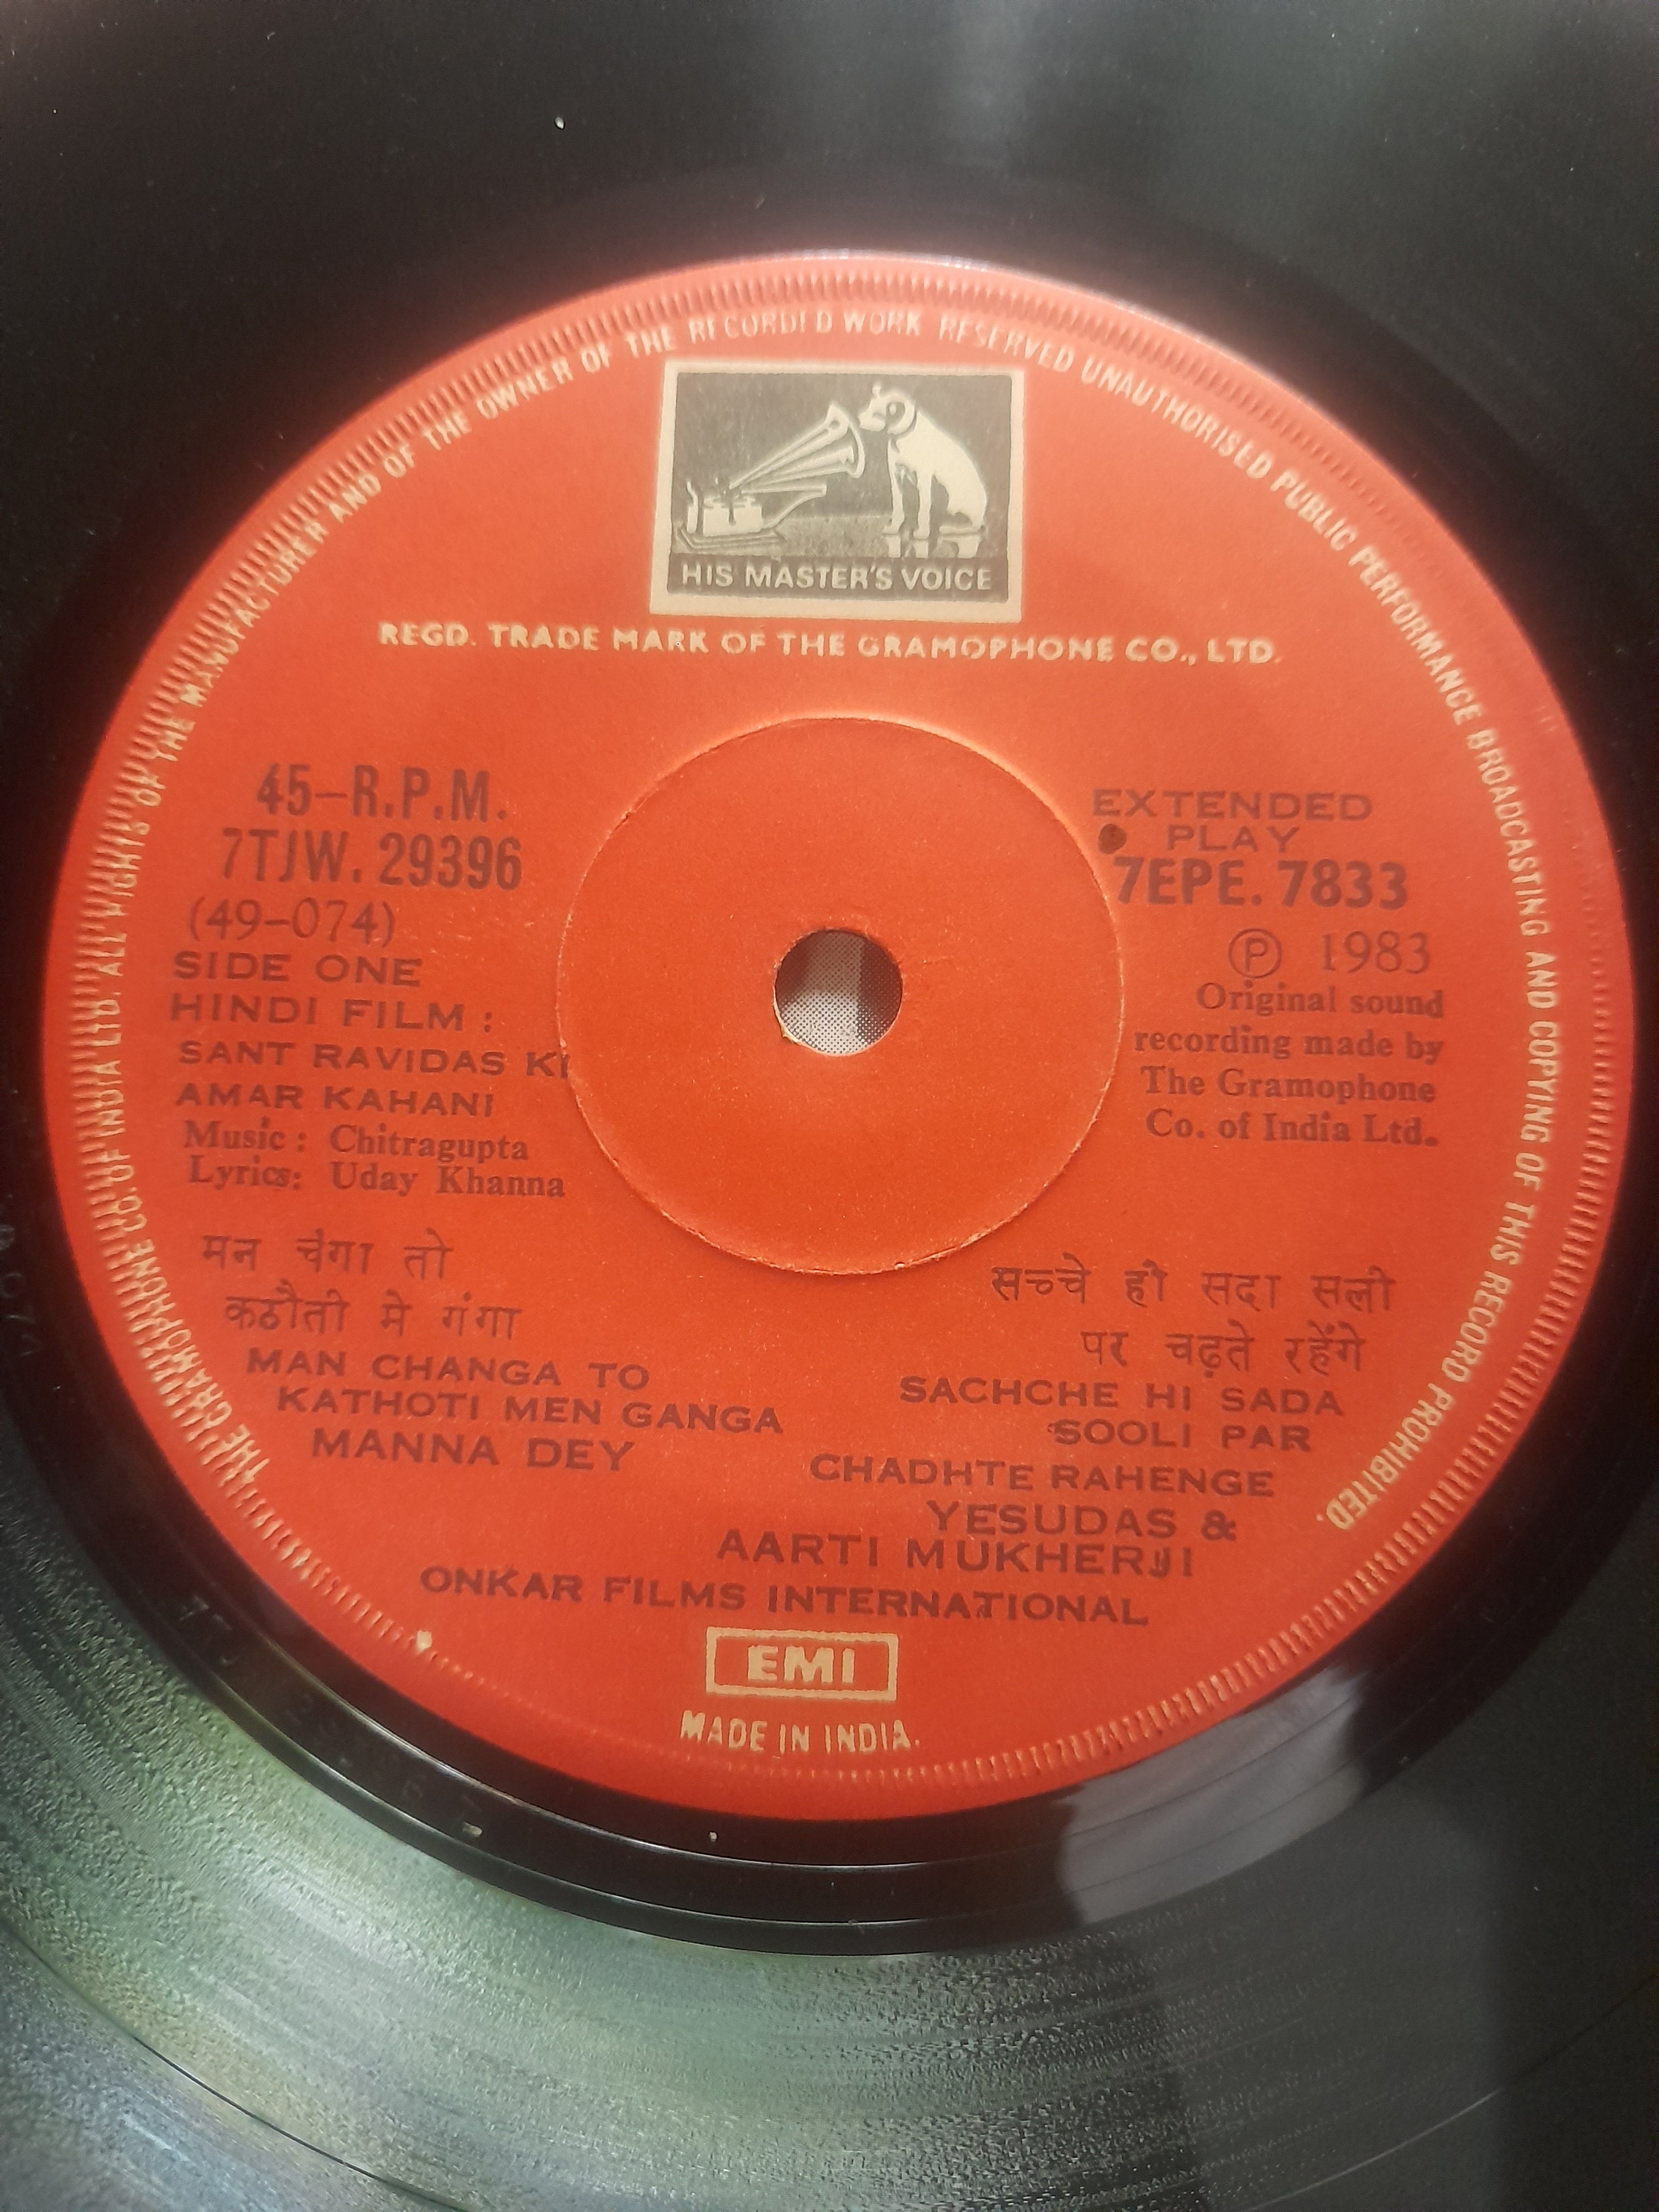 THE GRAMOPHONE CO. OF INDIA LTD. ALL RIGHTS OF THE MANUFACTURER AND OF THE OWNER OF THE RECORDED WORK RESERVED UNAUTHORISED PUBLIC PERFORMANCE BROADCASTING AND COPYING OF THIS RECORD PROHIBITED.
HIS MASTER'S VOICE
REGD. TRADE MARK OF THE GRAMOPHONE CO., LTD.
45-R.P.M.
7TJW. 29396
(49-074)
SIDE ONE
HINDI FILM :
SANT RAVIDAS KI
AMAR KAHANI
Music : Chitragupta
Lyrics: Uday Khanna
EXTENDED
PLAY
7EPE. 7833
Ⓟ 1983
Original sound
recording made by
The Gramophone
Co. of India Ltd.
मन चंगा तो
कठौती मे गंगा
MAN CHANGA TO
KATHOTI MEN GANGA
MANNA DEY
सच्चे ही सदा सली
पर चढ़ते रहेंगे
SACHCHE HI SADA
SOOLI PAR
CHADHTE RAHENGE
YESUDAS &
AARTI MUKHERJI
ONKAR FILMS INTERNATIONAL
EMI
MADE IN INDIA.